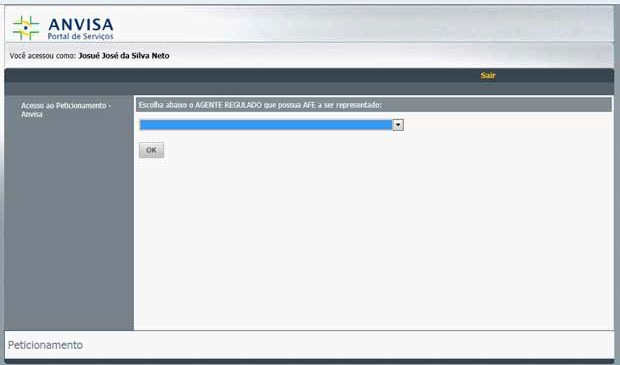 ANVISA
Portal de Serviços
Você acessou como: Josué José da Silva Neto
Sair
Acesso ao Peticionamento -
Anvisa
Escolha abaixo o AGENTE REGULADO que possua AFE a ser representado:
OK
Peticionamento